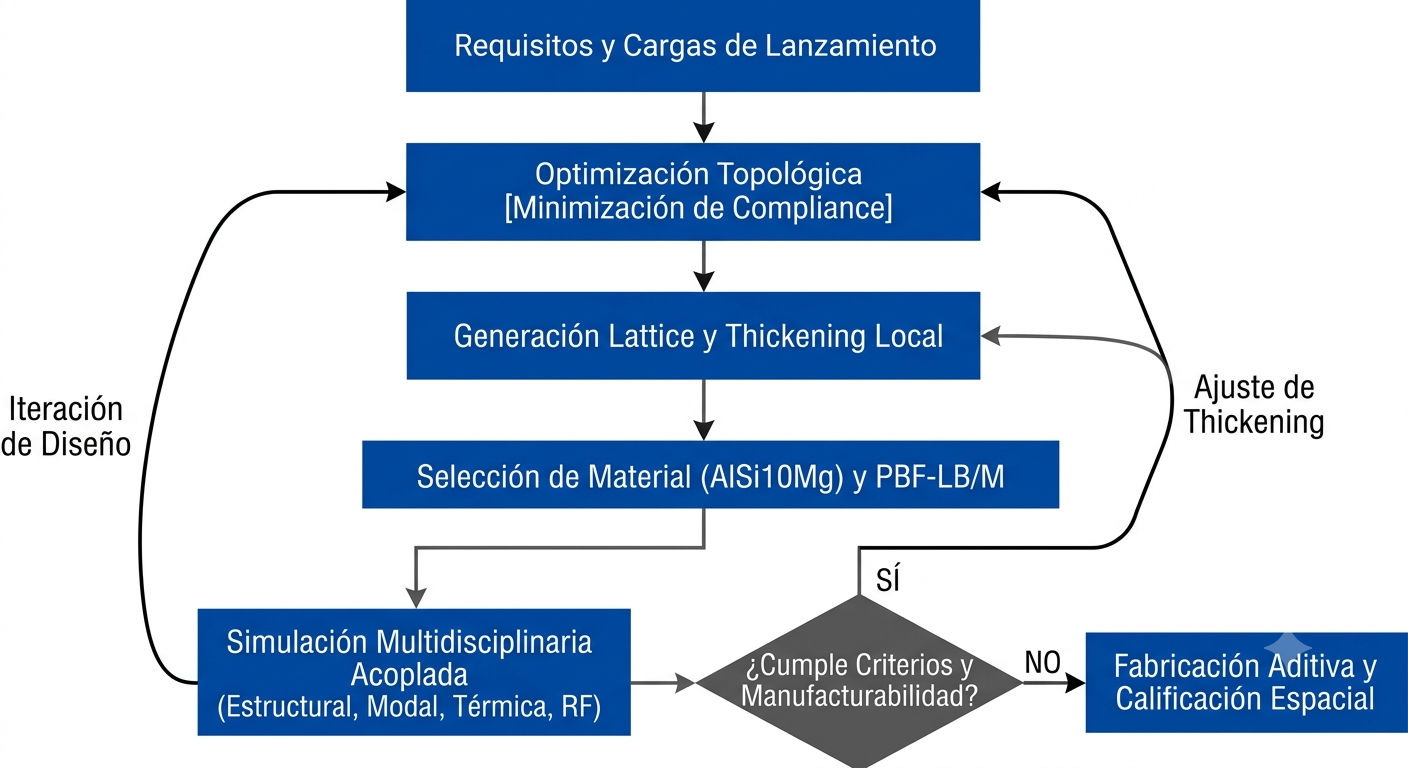 Requisitos y Cargas de Lanzamiento
Optimización Topológica
[Minimización de Compliance]
Generación Lattice y Thickening Local
Iteración
de Diseño
Ajuste de
Thickening
Selección de Material (AlSi10Mg) y PBF-LB/M
SÍ
Simulación Multidisciplinaria
Acoplada
(Estructural, Modal, Térmica, RF)
¿Cumple Criterios y
Manufacturabilidad?
NO
Fabricación Aditiva y
Calificación Espacial